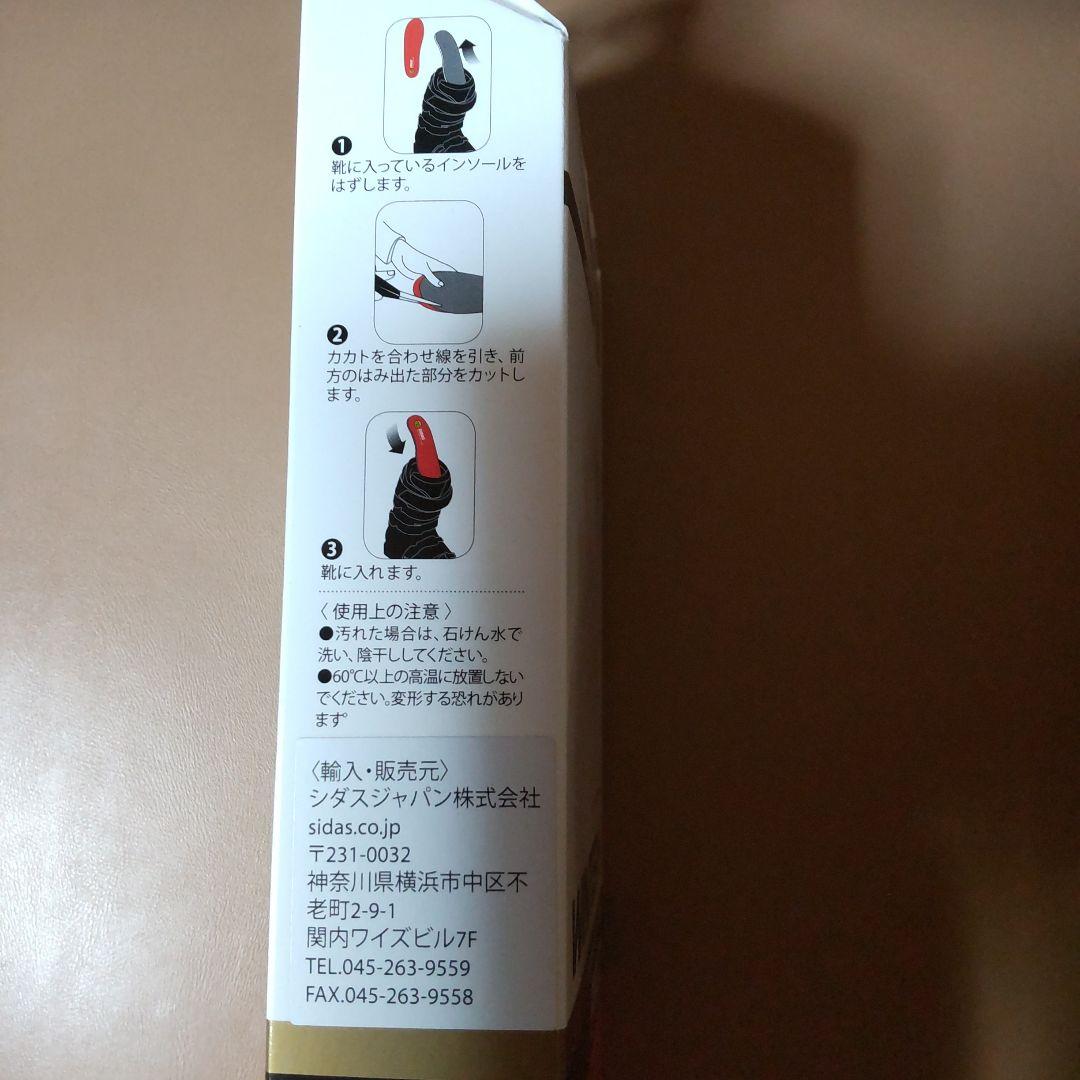 ❶
靴に入っているインソールを
はずします。
❷
カカトを合わせ線を引き、前
方のはみ出た部分をカットし
ます。
❸
靴に入れます。
〈使用上の注意〉
●汚れた場合は、石けん水で
洗い、陰干ししてください。
●60℃以上の高温に放置しない
でください。変形する恐れがあり
ます。
〈輸入・販売元〉
シダスジャパン株式会社
sidas.co.jp
〒231-0032
神奈川県横浜市中区不
老町2-9-1
関内ワイズビル7F
TEL.045-263-9559
FAX.045-263-9558